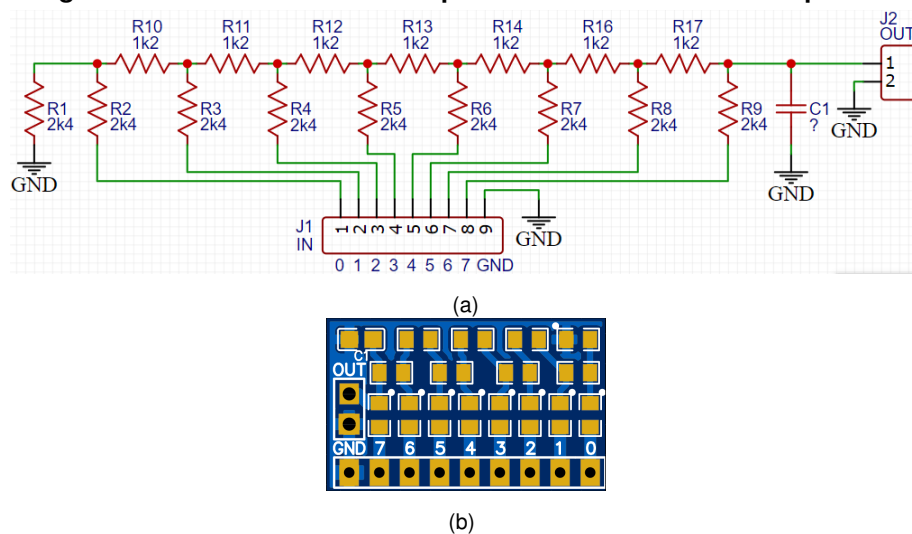 R10 R11 R12 R13 R14 R16 R17 J2
1k2 1k2 1k2 1k2 1k2 1k2 1k2 OUT
1
2
R1 R2 R3 R4 R5 R6 R7 R8 R9 C1
2k4 2k4 2k4 2k4 2k4 2k4 2k4 2k4 2k4 ?
GND
GND GND
J1 1 2 3 4 5 6 7 8 9
IN GND
0 1 2 3 4 5 6 7 GND
(a)
C1
OUT
GND 7 6 5 4 3 2 1 0
(b)